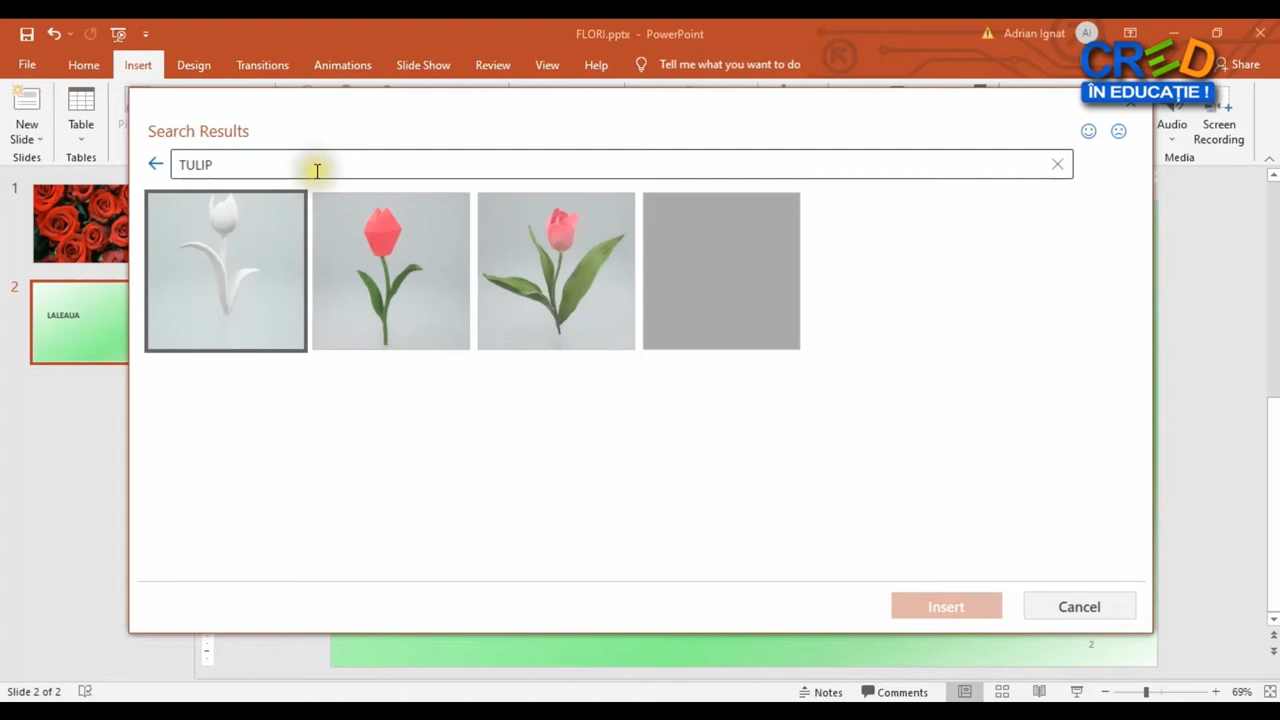 FLORI.pptx - PowerPoint
Adrian Ignat
AI
File
Home
Insert
Design
Transitions
Animations
Slide Show
Review
View
Help
Tell me what you want to do
Share
CRED
ÎN EDUCAȚIE !
New
Slide
Slides
Table
Tables
Audio
Screen
Recording
Media
Search Results
TULIP
1
2
LALEAUA
Insert
Cancel
2
Slide 2 of 2
Notes
Comments
69%